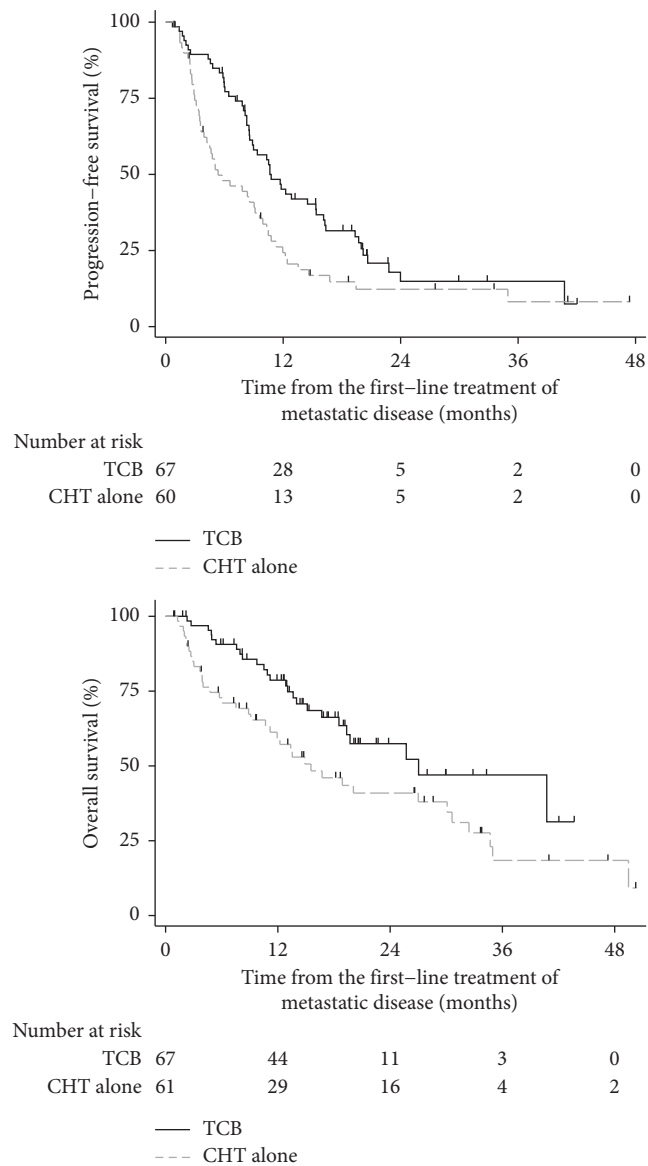 100
75
50
25
0
Progression–free survival (%)
0 12 24 36 48
Time from the first–line treatment of
metastatic disease (months)
Number at risk
TCB 67 28 5 2 0
CHT alone 60 13 5 2 0
TCB
CHT alone
100
75
50
25
0
Overall survival (%)
0 12 24 36 48
Time from the first–line treatment of
metastatic disease (months)
Number at risk
TCB 67 44 11 3 0
CHT alone 61 29 16 4 2
TCB
CHT alone